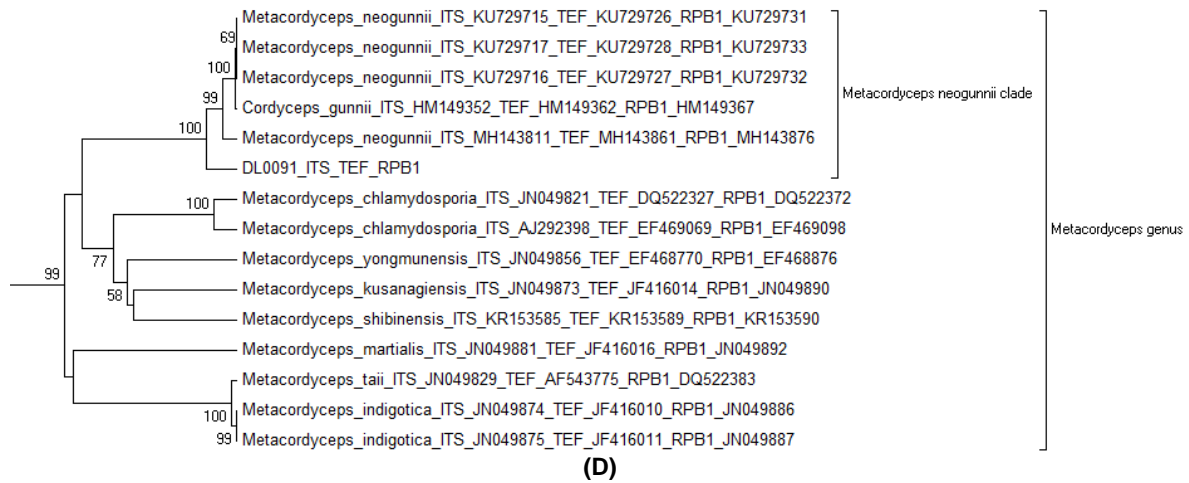 Metacordyceps_neogunnii_ITS_KU729715_TEF_KU729726_RPB1_KU729731
69
Metacordyceps_neogunnii_ITS_KU729717_TEF_KU729728_RPB1_KU729733
100
Metacordyceps_neogunnii_ITS_KU729716_TEF_KU729727_RPB1_KU729732
Metacordyceps neogunnii clade
99
Cordyceps_gunnii_ITS_HM149352_TEF_HM149362_RPB1_HM149367
100
Metacordyceps_neogunnii_ITS_MH143811_TEF_MH143861_RPB1_MH143876
DL0091_ITS_TEF_RPB1
100
Metacordyceps_chlamydosporia_ITS_JN049821_TEF_DQ522327_RPB1_DQ522372
Metacordyceps_chlamydosporia_ITS_AJ292398_TEF_EF469069_RPB1_EF469098
Metacordyceps genus
77
Metacordyceps_yongmunensis_ITS_JN049856_TEF_EF468770_RPB1_EF468876
99
58
Metacordyceps_kusanagiensis_ITS_JN049873_TEF_JF416014_RPB1_JN049890
Metacordyceps_shibinensis_ITS_KR153585_TEF_KR153589_RPB1_KR153590
Metacordyceps_martialis_ITS_JN049881_TEF_JF416016_RPB1_JN049892
Metacordyceps_taii_ITS_JN049829_TEF_AF543775_RPB1_DQ522383
100
Metacordyceps_indigotica_ITS_JN049874_TEF_JF416010_RPB1_JN049886
99
Metacordyceps_indigotica_ITS_JN049875_TEF_JF416011_RPB1_JN049887
(D)